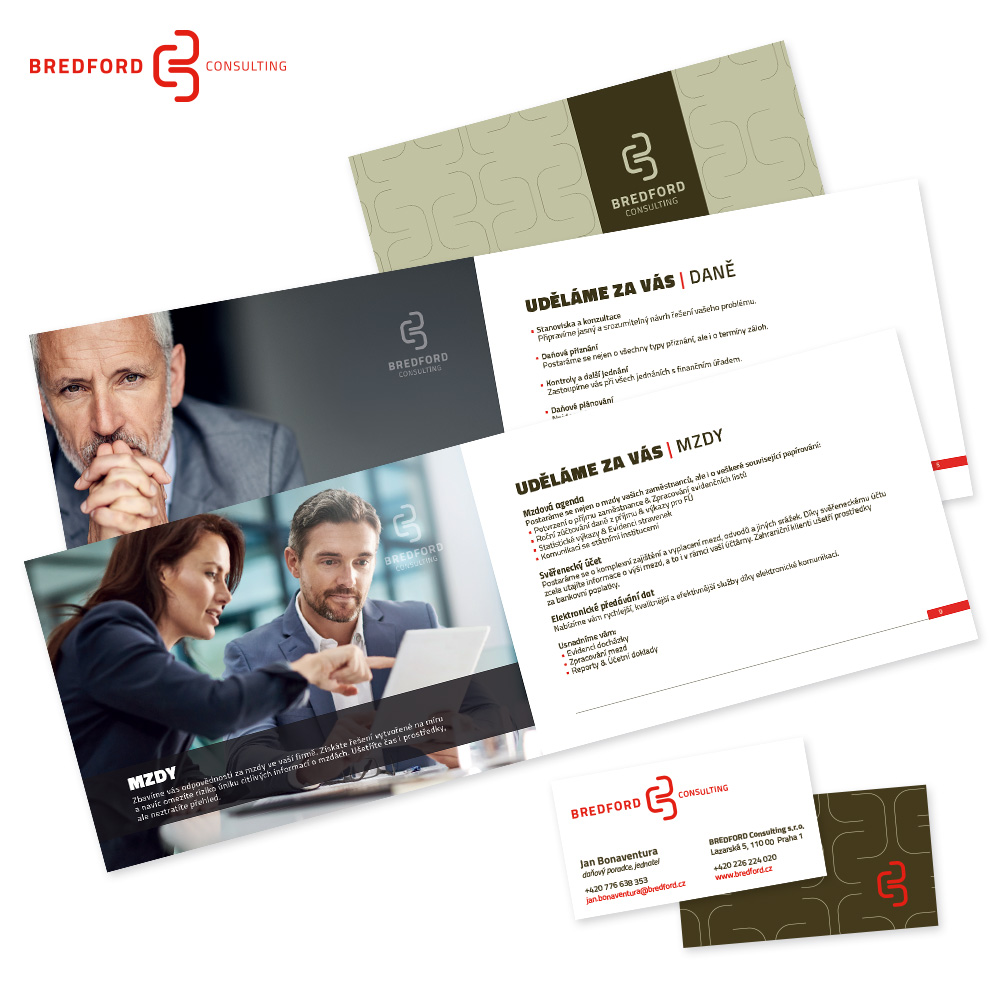 BREDFORD CONSULTING
BREDFORD
CONSULTING
BREDFORD
CONSULTING
UDĚLÁME ZA VÁS | DANĚ
• Stanoviska a konzultace
Připravíme jasný a srozumitelný návrh řešení vašeho problému.
• Daňová přiznání
Postaráme se nejen o všechny typy přiznání, ale i o termíny záloh.
• Kontroly a další jednání
Zastoupíme vás při všech jednáních s finančním úřadem.
• Daňové plánování
5
BREDFORD
CONSULTING
MZDY
Zbavíme vás odpovědnosti za mzdy ve vaší firmě. Získáte řešení vytvořené na míru
a navíc omezíte riziko úniku citlivých informací o mzdách. Ušetříte čas i prostředky,
ale neztratíte přehled.
UDĚLÁME ZA VÁS | MZDY
Mzdová agenda
Postaráme se nejen o mzdy vašich zaměstnanců, ale i o veškeré související papírování:
• Potvrzení o příjmu zaměstnance & Zpracování evidenčních listů
• Roční zúčtování daně z příjmu & výkazy pro FÚ
• Statistické výkazy & Evidenci stravenek
• Komunikaci se státními institucemi
Svěřenecký účet
Postaráme se o komplexní zajištění a vyplacení mezd, odvodů a jiných srážek. Díky svěřeneckému účtu
zcela utajíte informace o výši mezd, a to i v rámci vaší účtárny. Zahraniční klienti ušetří prostředky
za bankovní poplatky.
Elektronické předávání dat
Nabízíme vám rychlejší, kvalitnější a efektivnější služby díky elektronické komunikaci.
Usnadníme vám:
• Evidenci docházky
• Zpracování mezd
• Reporty & Účetní doklady
9
BREDFORD CONSULTING
Jan Bonaventura
daňový poradce, jednatel
+420 776 638 353
jan.bonaventura@bredford.cz
BREDFORD Consulting s.r.o.
Lazarská 5, 110 00 Praha 1
+420 226 224 020
www.bredford.cz